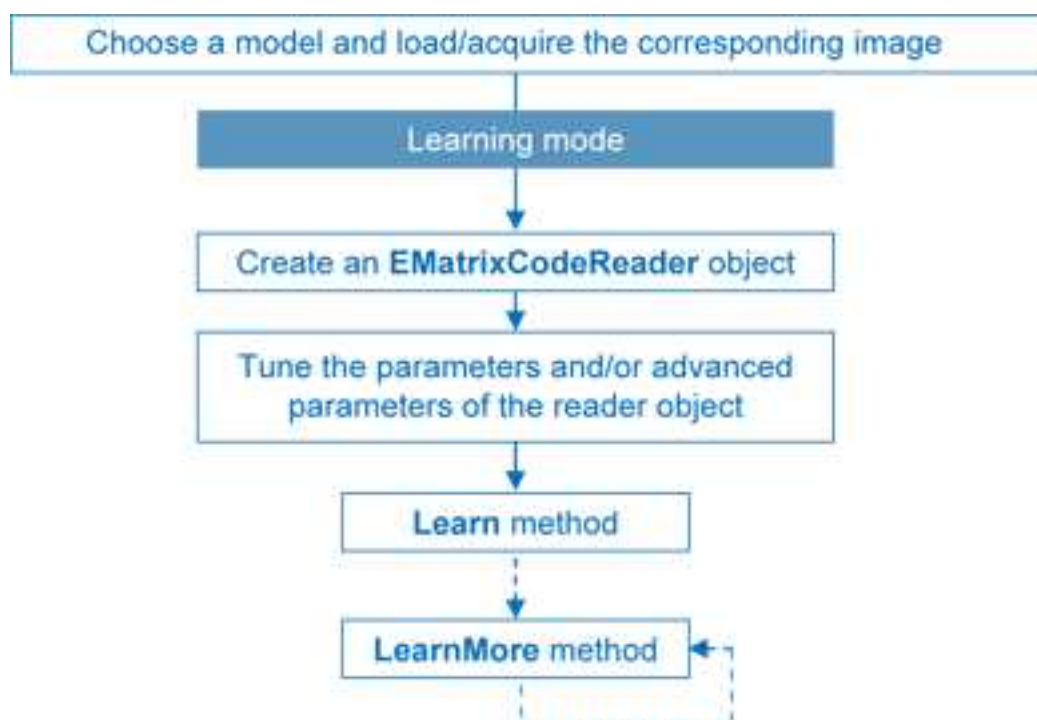 Choose a model and load/acquire the corresponding image
Learning mode
Create an EMatrixCodeReader object
Tune the parameters and/or advanced
parameters of the reader object
Learn method
LearnMore method